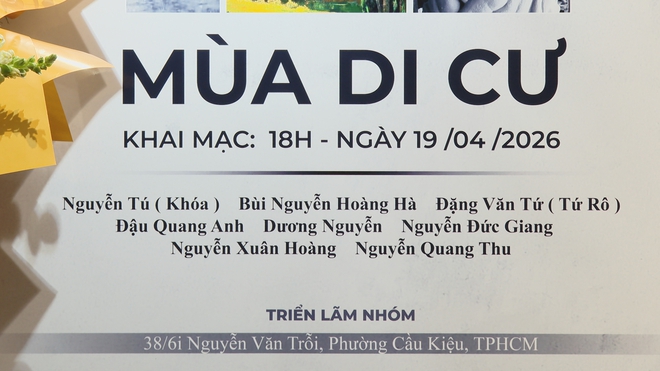 MÙA DI CƯ
KHAI MẠC: 18H - NGÀY 19 /04 /2026
Nguyễn Tú ( Khóa ) Bùi Nguyễn Hoàng Hà Đặng Văn Tứ ( Tứ Rô )
Đậu Quang Anh Dương Nguyễn Nguyễn Đức Giang
Nguyễn Xuân Hoàng Nguyễn Quang Thu
TRIỂN LÃM NHÓM
38/6i Nguyễn Văn Trỗi, Phường Cầu Kiệu, TPHCM